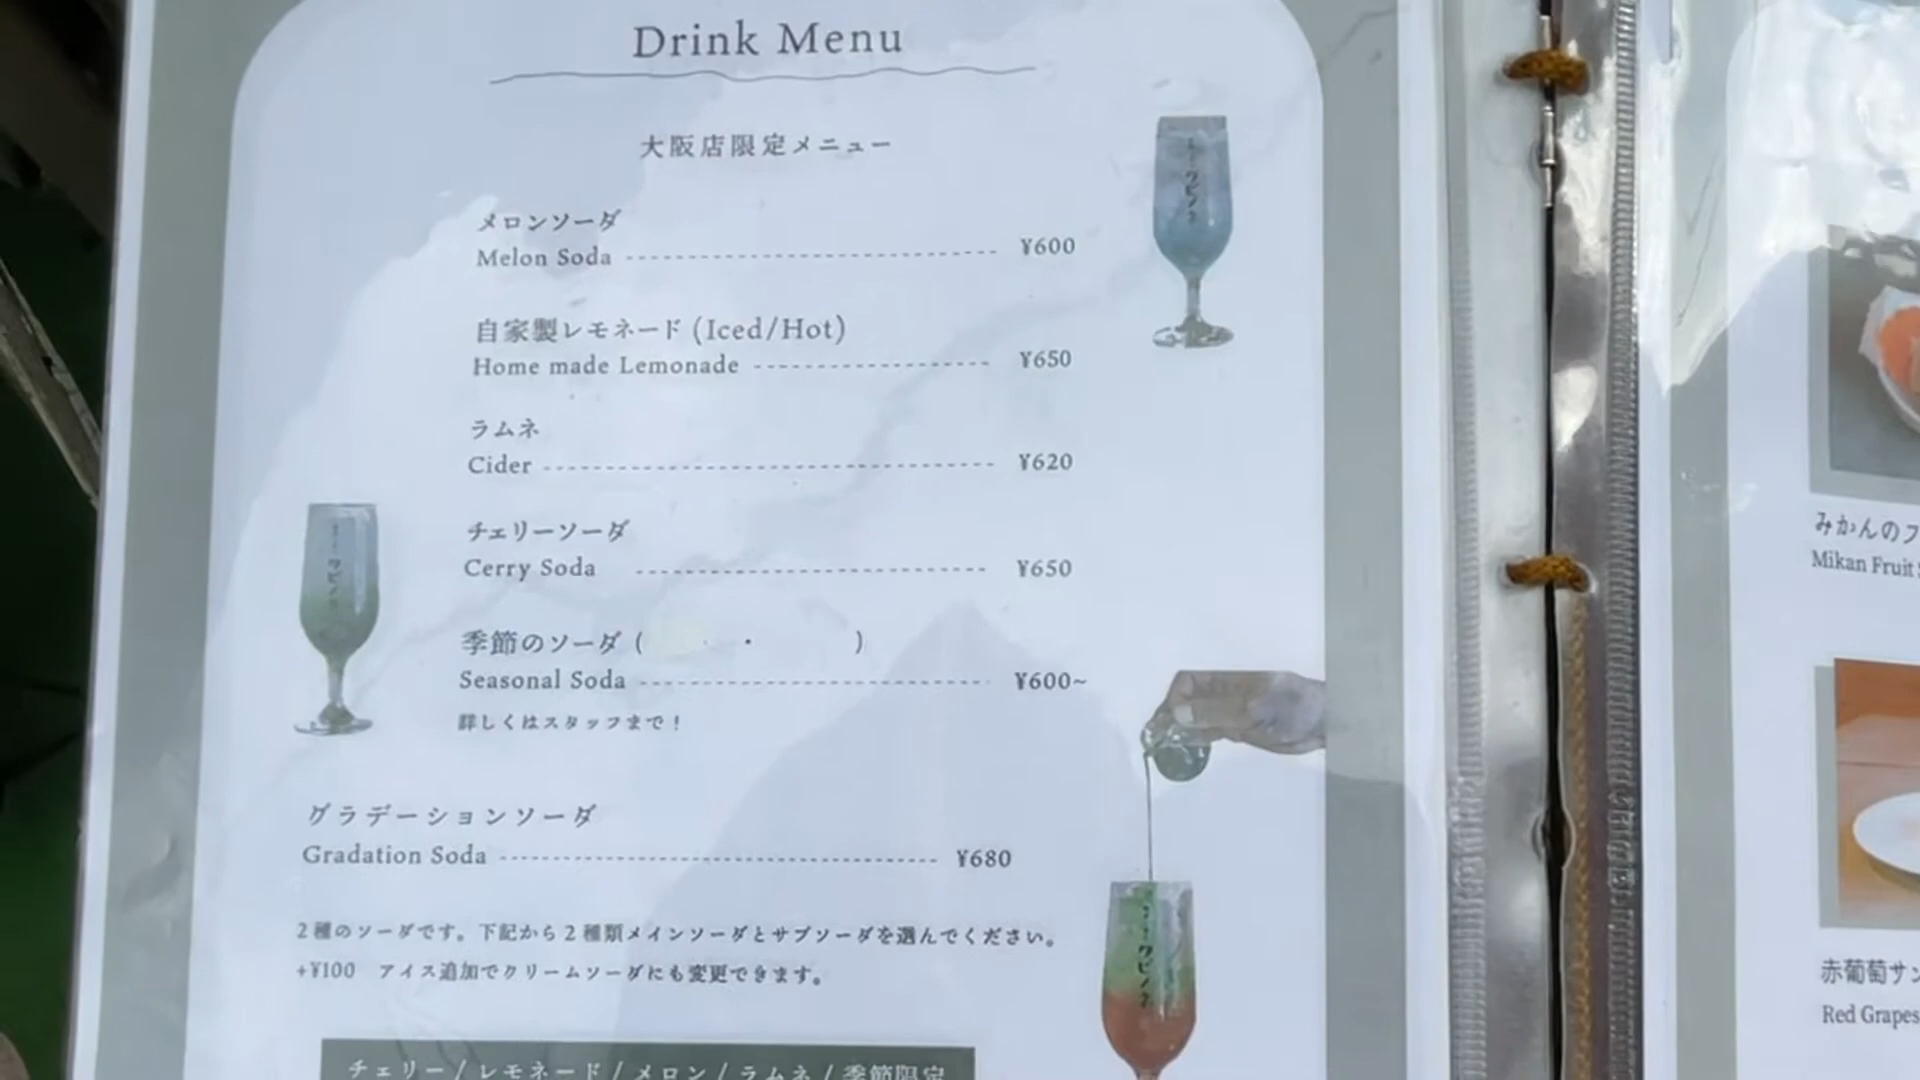 Drink Menu
大阪店限定メニュー
メロンソーダ
Melon Soda ¥600
自家製レモネード (Iced/Hot)
Home made Lemonade ¥650
ラムネ
Cider ¥620
チェリーソーダ
Cerry Soda ¥650
季節のソーダ ( ・ )
Seasonal Soda ¥600~
詳しくはスタッフまで！
グラデーションソーダ
Gradation Soda ¥680
2種のソーダです。下記から2種類メインソーダとサブソーダを選んでください。
+¥100 アイス追加でクリームソーダにも変更できます。
チェリー / レモネード / メロン / ラムネ / 季節限定
みかんのフ
Mikan Fruit
赤葡萄サン
Red Grapes